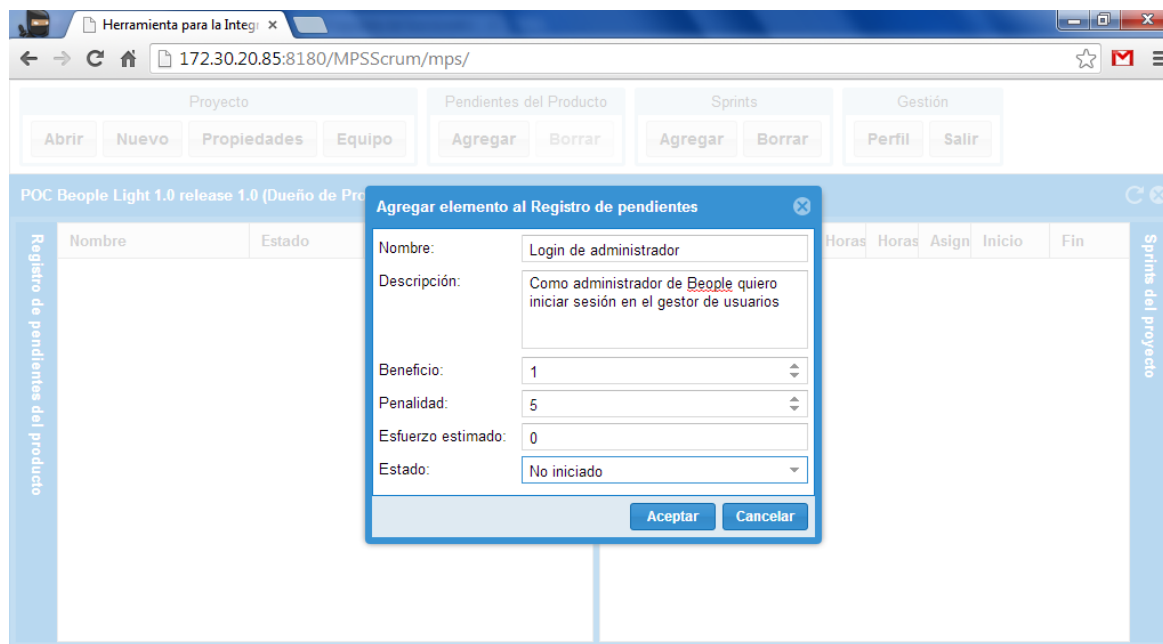 Herramienta para la Integr
172.30.20.85:8180/MPSScrum/mps/
Proyecto Pendientes del Producto Sprints Gestión
Abrir Nuevo Propiedades Equipo Agregar Borrar Agregar Borrar Perfil Salir
POC Beople Light 1.0 release 1.0 (Dueño de Pro
Agregar elemento al Registro de pendientes
Registro de pendientes del producto
Nombre Estado Horas Horas Asign Inicio Fin
Sprints del proyecto
Nombre: Login de administrador
Descripción: Como administrador de Beople quiero
iniciar sesión en el gestor de usuarios
Beneficio: 1
Penalidad: 5
Esfuerzo estimado: 0
Estado: No iniciado
Aceptar Cancelar